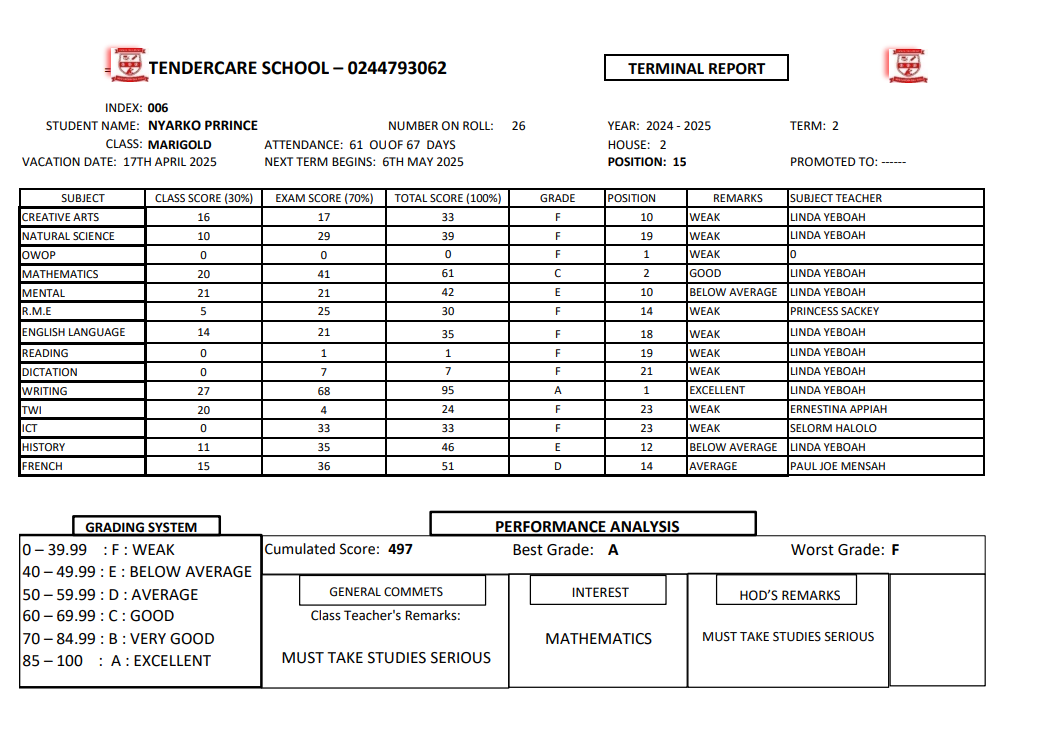 TENDERCARE SCHOOL – 0244793062
TERMINAL REPORT
INDEX: 006
STUDENT NAME: NYARKO PRRINCE NUMBER ON ROLL: 26 YEAR: 2024 - 2025 TERM: 2
CLASS: MARIGOLD ATTENDANCE: 61 OUOF 67 DAYS HOUSE: 2
VACATION DATE: 17TH APRIL 2025 NEXT TERM BEGINS: 6TH MAY 2025 POSITION: 15 PROMOTED TO: ------
SUBJECT CLASS SCORE (30%) EXAM SCORE (70%) TOTAL SCORE (100%) GRADE POSITION REMARKS SUBJECT TEACHER
CREATIVE ARTS 16 17 33 F 10 WEAK LINDA YEBOAH
NATURAL SCIENCE 10 29 39 F 19 WEAK LINDA YEBOAH
OWOP 0 0 0 F 1 WEAK 0
MATHEMATICS 20 41 61 C 2 GOOD LINDA YEBOAH
MENTAL 21 21 42 E 10 BELOW AVERAGE LINDA YEBOAH
R.M.E 5 25 30 F 14 WEAK PRINCESS SACKEY
ENGLISH LANGUAGE 14 21 35 F 18 WEAK LINDA YEBOAH
READING 0 1 1 F 19 WEAK LINDA YEBOAH
DICTATION 0 7 7 F 21 WEAK LINDA YEBOAH
WRITING 27 68 95 A 1 EXCELLENT LINDA YEBOAH
TWI 20 4 24 F 23 WEAK ERNESTINA APPIAH
ICT 0 33 33 F 23 WEAK SELORM HALOLO
HISTORY 11 35 46 E 12 BELOW AVERAGE LINDA YEBOAH
FRENCH 15 36 51 D 14 AVERAGE PAUL JOE MENSAH
GRADING SYSTEM
0 – 39.99 : F : WEAK
40 – 49.99 : E : BELOW AVERAGE
50 – 59.99 : D : AVERAGE
60 – 69.99 : C : GOOD
70 – 84.99 : B : VERY GOOD
85 – 100 : A : EXCELLENT
PERFORMANCE ANALYSIS
Cumulated Score: 497 Best Grade: A Worst Grade: F
GENERAL COMMETS
Class Teacher's Remarks:
MUST TAKE STUDIES SERIOUS
INTEREST
MATHEMATICS
HOD'S REMARKS
MUST TAKE STUDIES SERIOUS